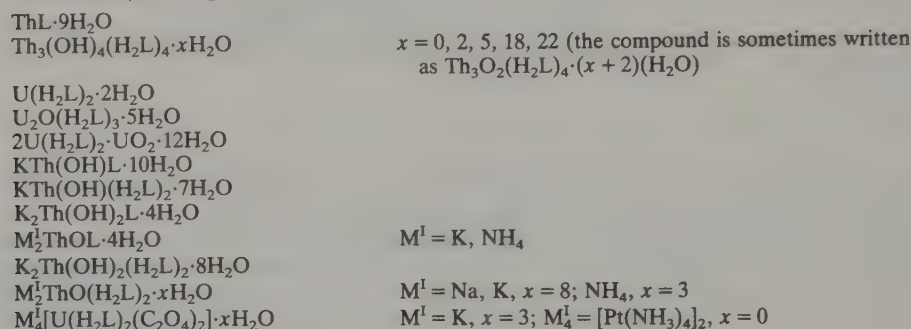 ThL·9H₂O
Th₃(OH)₄(H₂L)₄·xH₂O x = 0, 2, 5, 18, 22 (the compound is sometimes written
as Th₃O₂(H₂L)₄·(x + 2)(H₂O)
U(H₂L)₂·2H₂O
U₂O(H₂L)₃·5H₂O
2U(H₂L)₂·UO₂·12H₂O
KTh(OH)L·10H₂O
KTh(OH)(H₂L)₂·7H₂O
K₂Th(OH)₂L·4H₂O
Mᴵ₂ThOL·4H₂O Mᴵ = K, NH₄
K₂Th(OH)₂(H₂L)₂·8H₂O
Mᴵ₂ThO(H₂L)₂·xH₂O Mᴵ = Na, K, x = 8; NH₄, x = 3
Mᴵ₄[U(H₂L)₂(C₂O₄)₂]·xH₂O Mᴵ = K, x = 3; Mᴵ₄ = [Pt(NH₃)₄]₂, x = 0